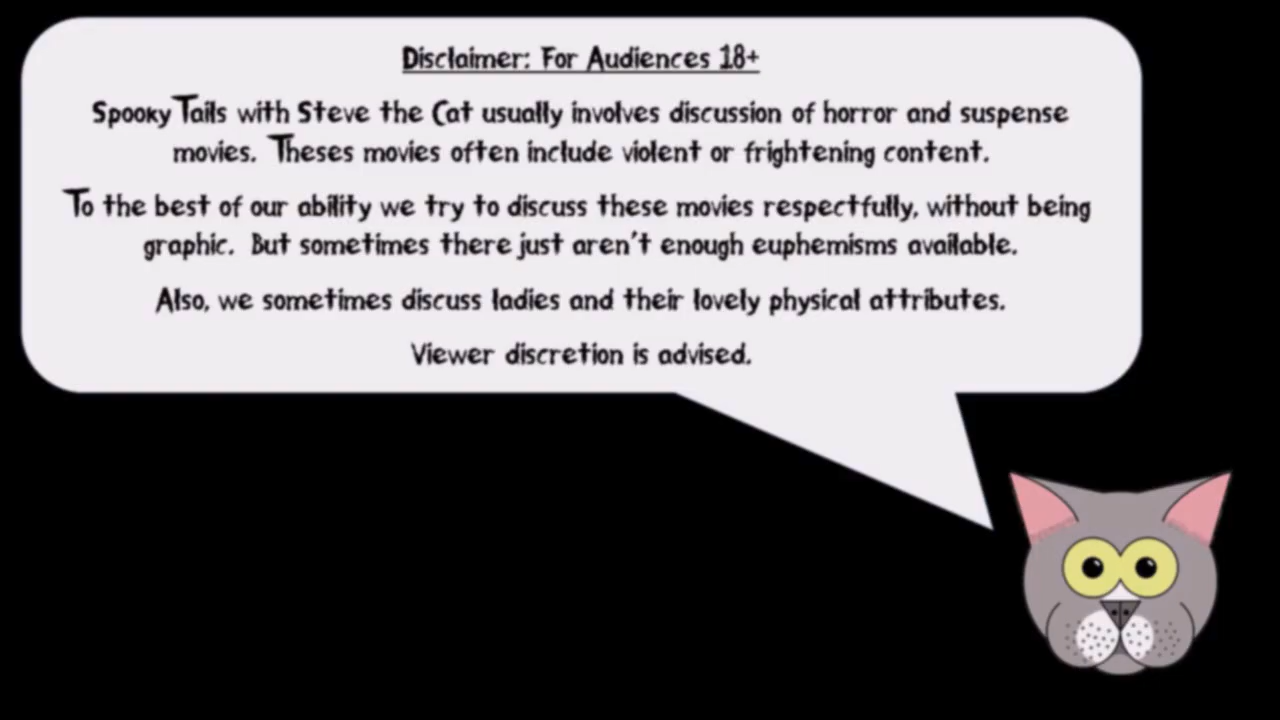 Disclaimer: For Audiences 18+
Spooky Tails with Steve the Cat usually involves discussion of horror and suspense
movies. Theses movies often include violent or frightening content.
To the best of our ability we try to discuss these movies respectfully, without being
graphic. But sometimes there just aren't enough euphemisms available.
Also, we sometimes discuss ladies and their lovely physical attributes.
Viewer discretion is advised.